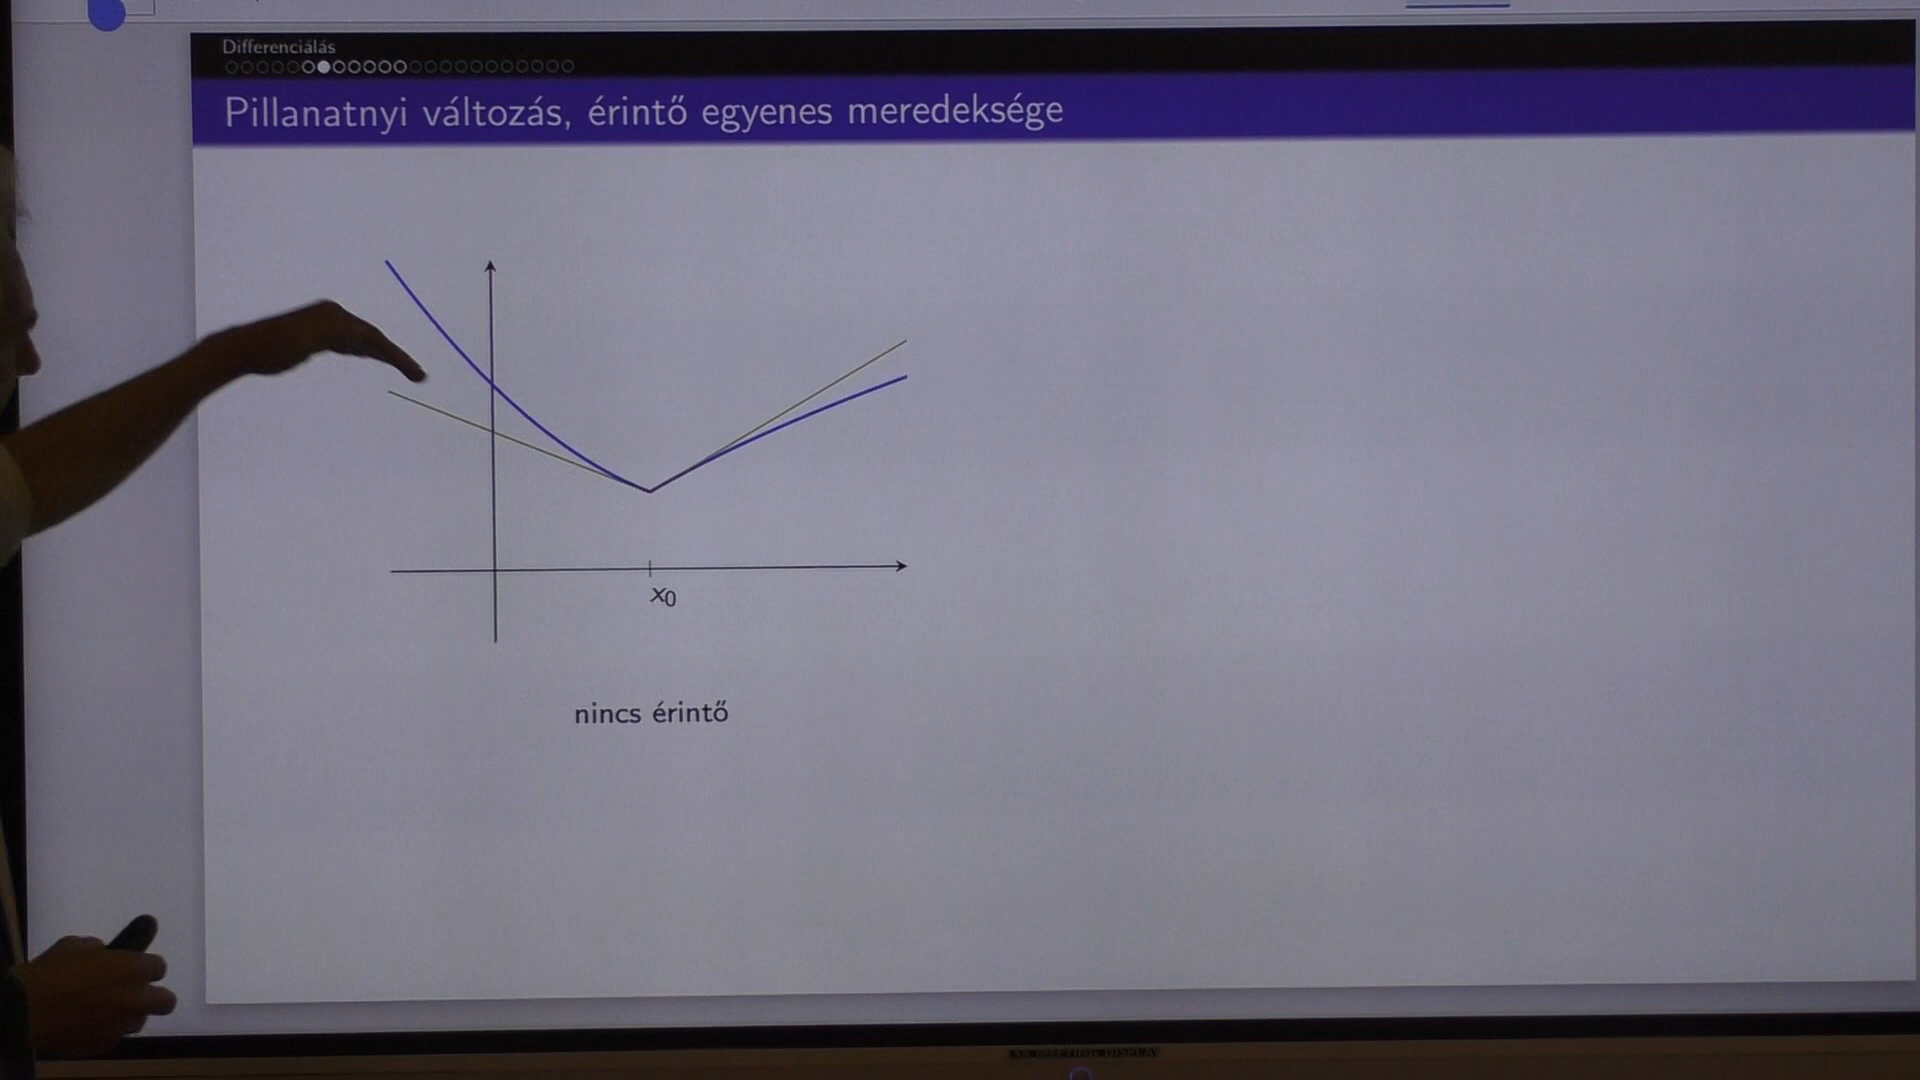 Differenciálás
Pillanatnyi változás, érintő egyenes meredeksége
x₀
nincs érintő